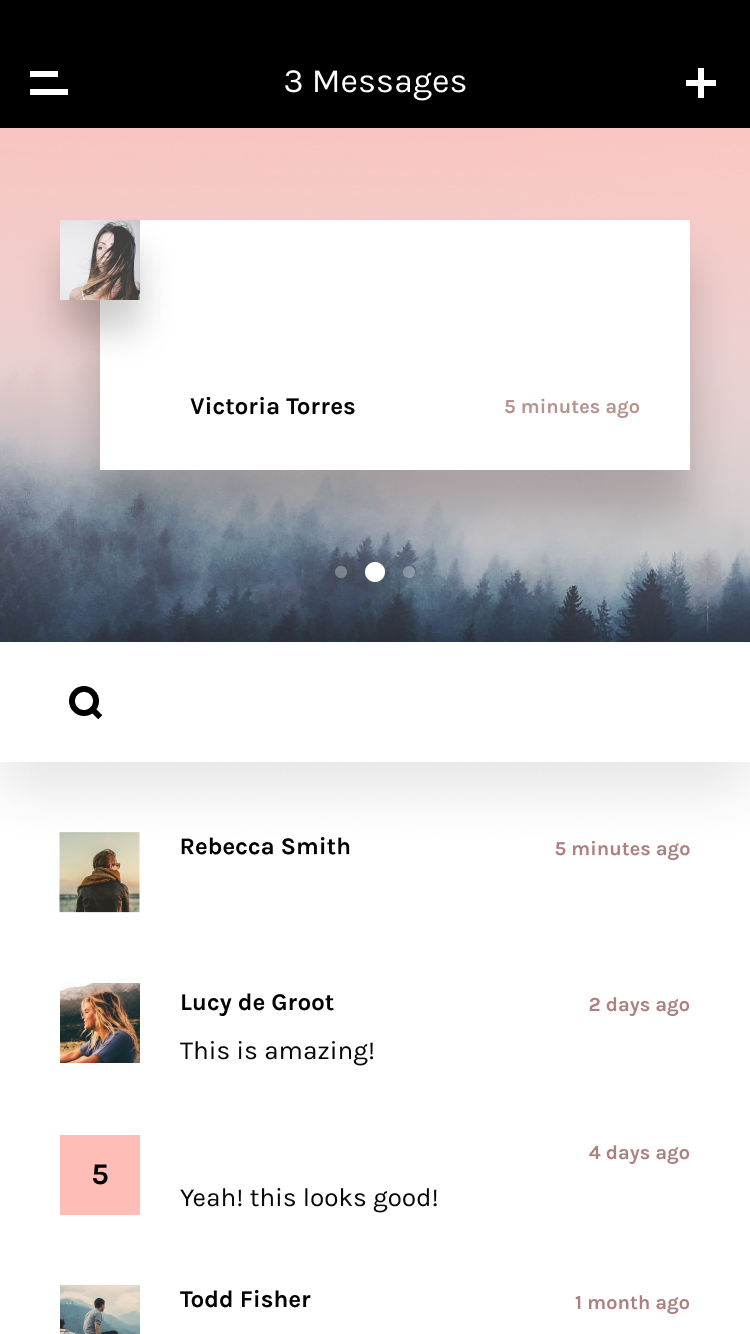 3 Messages
Victoria Torres
5 minutes ago
Rebecca Smith
5 minutes ago
Lucy de Groot
2 days ago
This is amazing!
5
4 days ago
Yeah! this looks good!
Todd Fisher
1 month ago